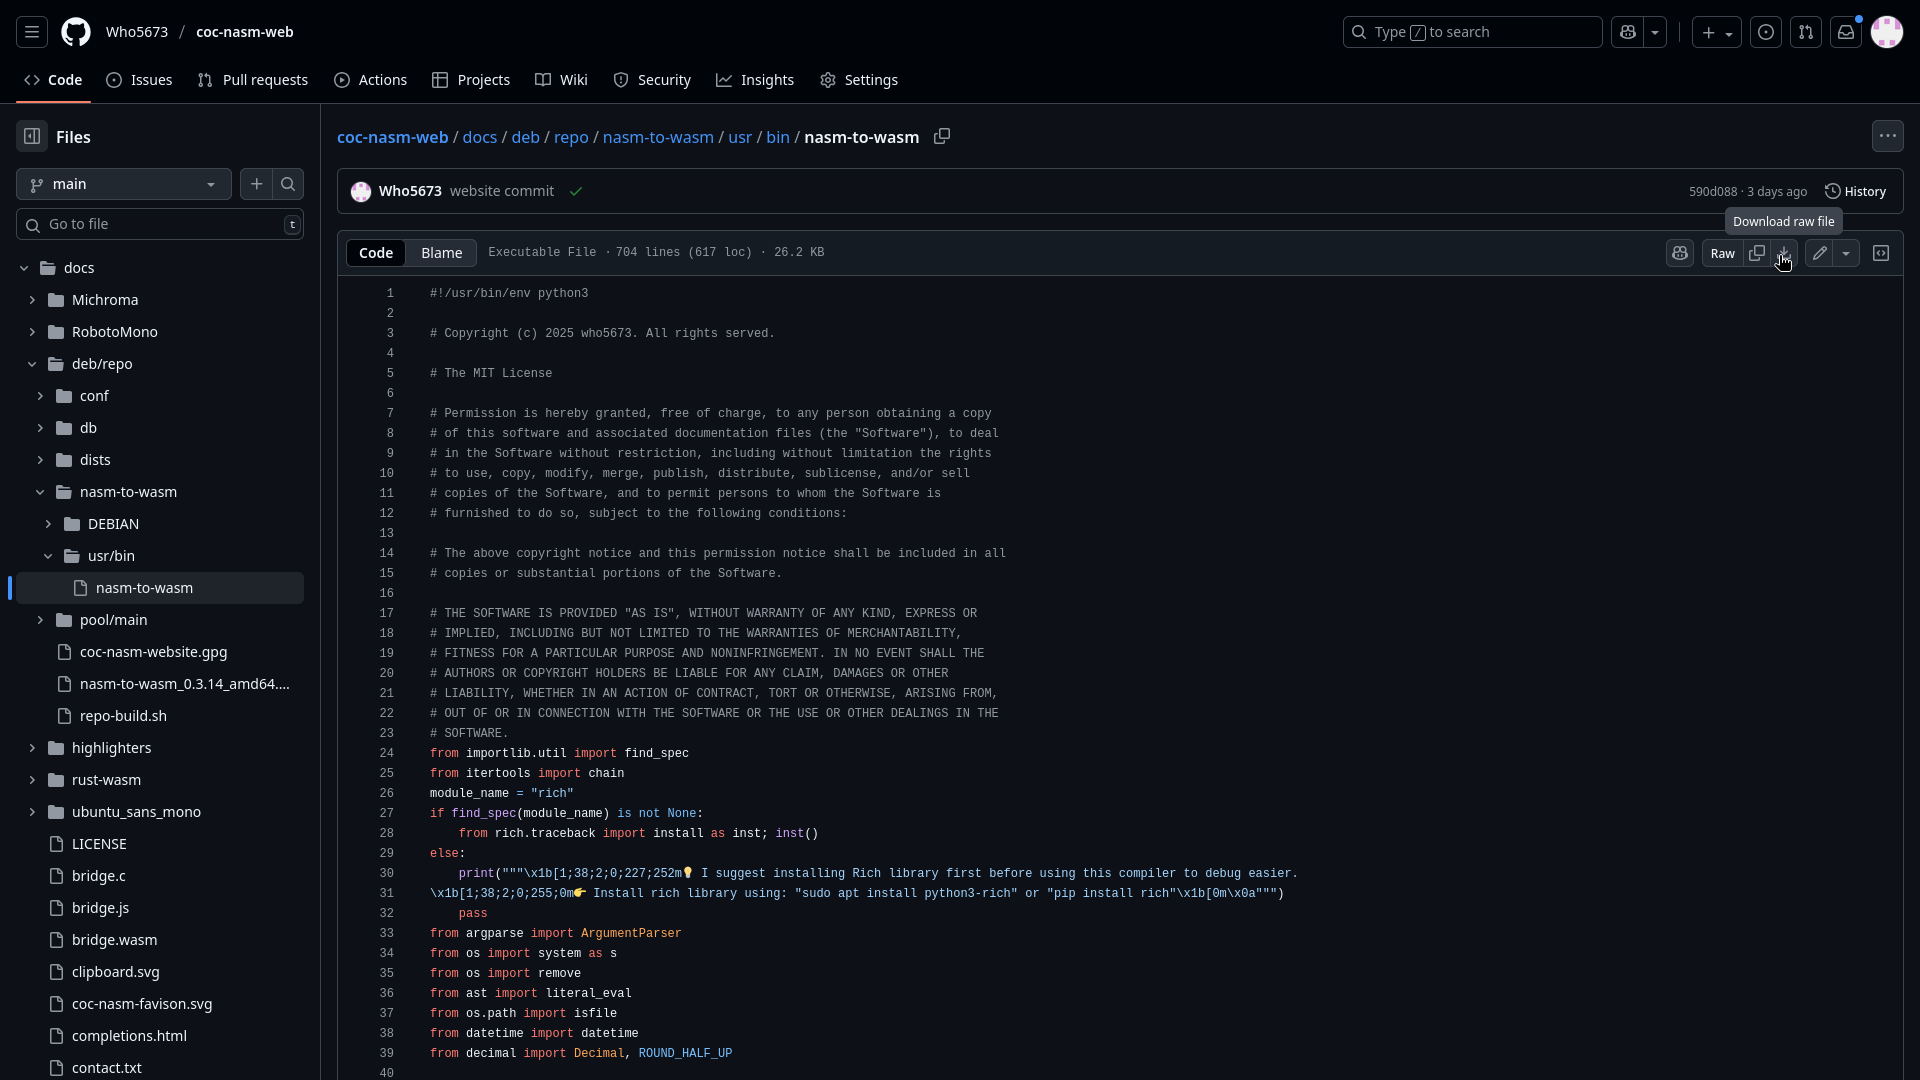 Who5673 / coc-nasm-web
Type / to search
Code
Issues
Pull requests
Actions
Projects
Wiki
Security
Insights
Settings
Files
main
Go to file
t
docs
Michroma
RobotoMono
deb/repo
conf
db
dists
nasm-to-wasm
DEBIAN
usr/bin
nasm-to-wasm
pool/main
coc-nasm-website.gpg
nasm-to-wasm_0.3.14_amd64....
repo-build.sh
highlighters
rust-wasm
ubuntu_sans_mono
LICENSE
bridge.c
bridge.js
bridge.wasm
clipboard.svg
coc-nasm-favison.svg
completions.html
contact.txt
coc-nasm-web / docs / deb / repo / nasm-to-wasm / usr / bin / nasm-to-wasm
Who5673 website commit
590d088 · 3 days ago
History
Download raw file
Code
Blame
Executable File · 704 lines (617 loc) · 26.2 KB
Raw
1 #!/usr/bin/env python3
2
3 # Copyright (c) 2025 who5673. All rights served.
4
5 # The MIT License
6
7 # Permission is hereby granted, free of charge, to any person obtaining a copy
8 # of this software and associated documentation files (the "Software"), to deal
9 # in the Software without restriction, including without limitation the rights
10 # to use, copy, modify, merge, publish, distribute, sublicense, and/or sell
11 # copies of the Software, and to permit persons to whom the Software is
12 # furnished to do so, subject to the following conditions:
13
14 # The above copyright notice and this permission notice shall be included in all
15 # copies or substantial portions of the Software.
16
17 # THE SOFTWARE IS PROVIDED "AS IS", WITHOUT WARRANTY OF ANY KIND, EXPRESS OR
18 # IMPLIED, INCLUDING BUT NOT LIMITED TO THE WARRANTIES OF MERCHANTABILITY,
19 # FITNESS FOR A PARTICULAR PURPOSE AND NONINFRINGEMENT. IN NO EVENT SHALL THE
20 # AUTHORS OR COPYRIGHT HOLDERS BE LIABLE FOR ANY CLAIM, DAMAGES OR OTHER
21 # LIABILITY, WHETHER IN AN ACTION OF CONTRACT, TORT OR OTHERWISE, ARISING FROM,
22 # OUT OF OR IN CONNECTION WITH THE SOFTWARE OR THE USE OR OTHER DEALINGS IN THE
23 # SOFTWARE.
24 from importlib.util import find_spec
25 from itertools import chain
26 module_name = "rich"
27 if find_spec(module_name) is not None:
28     from rich.traceback import install as inst; inst()
29 else:
30     print("""\x1b[1;38;2;0;227;252m💡 I suggest installing Rich library first before using this compiler to debug easier.
31 \x1b[1;38;2;0;255;0m👉 Install rich library using: "sudo apt install python3-rich" or "pip install rich"\x1b[0m\x0a""")
32     pass
33 from argparse import ArgumentParser
34 from os import system as s
35 from os import remove
36 from ast import literal_eval
37 from os.path import isfile
38 from datetime import datetime
39 from decimal import Decimal, ROUND_HALF_UP
40